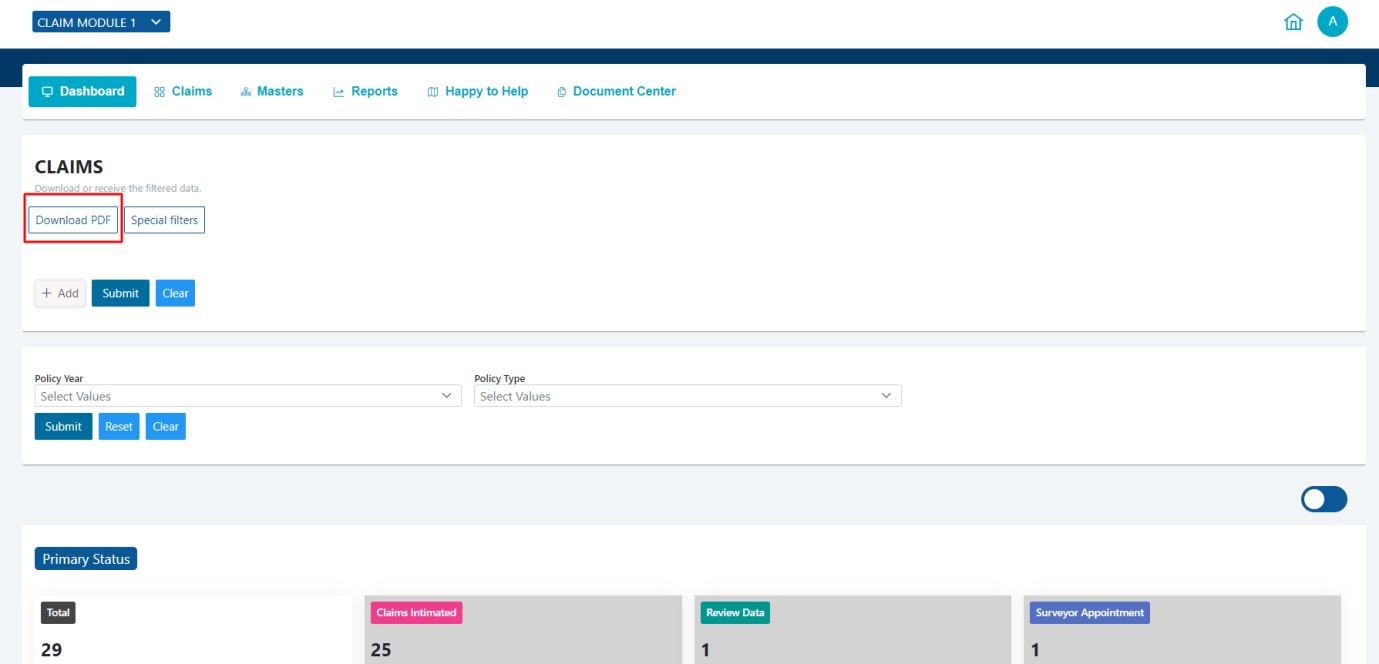 CLAIM MODULE 1
A
Dashboard Claims Masters Reports Happy to Help Document Center
CLAIMS
Download or receive the filtered data.
Download PDF Special filters
+ Add Submit Clear
Policy Year Policy Type
Select Values Select Values
Submit Reset Clear
Primary Status
Total Claims Intimated Review Data Surveyor Appointment
29 25 1 1